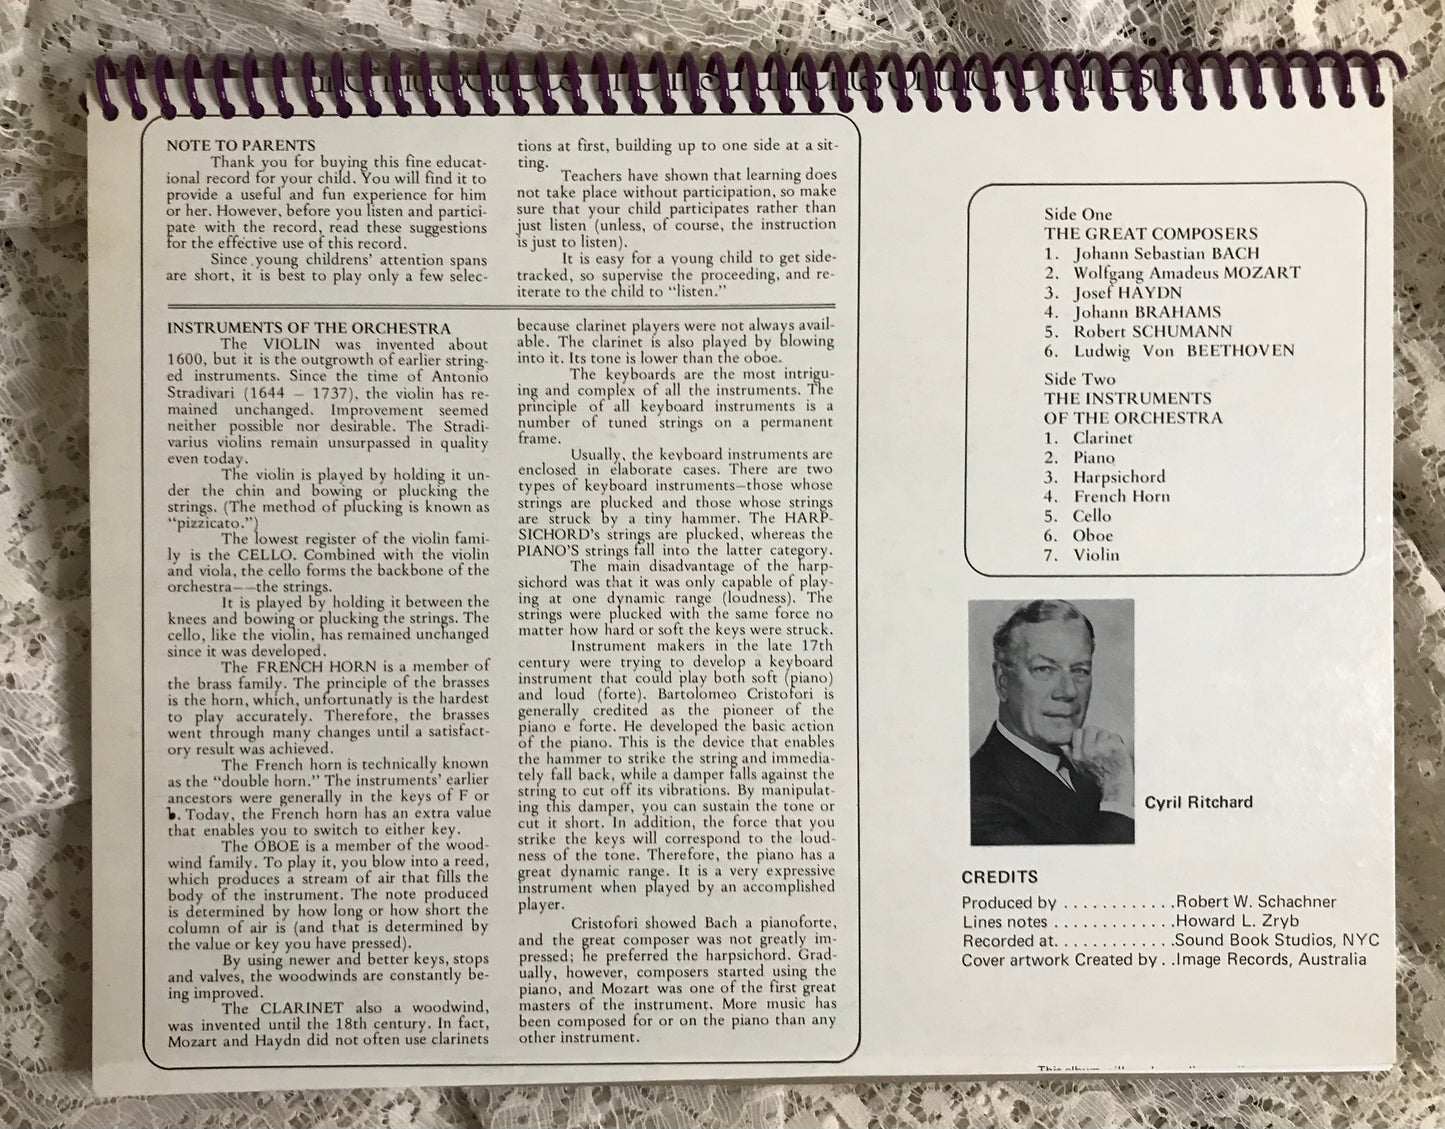 NOTE TO PARENTS
Thank you for buying this fine educat-
ional record for your child. You will find it to
provide a useful and fun experience for him
or her. However, before you listen and partici-
pate with the record, read these suggestions
for the effective use of this record.
Since young childrens' attention spans
are short, it is best to play only a few selec-
tions at first, building up to one side at a sit-
ting.
Teachers have shown that learning does
not take place without participation, so make
sure that your child participates rather than
just listen (unless, of course, the instruction
is just to listen).
It is easy for a young child to get side-
tracked, so supervise the proceeding, and re-
iterate to the child to "listen."
INSTRUMENTS OF THE ORCHESTRA
The VIOLIN was invented about
1600, but it is the outgrowth of earlier string-
ed instruments. Since the time of Antonio
Stradivari (1644 – 1737), the violin has re-
mained unchanged. Improvement seemed
neither possible nor desirable. The Stradi-
varius violins remain unsurpassed in quality
even today.
The violin is played by holding it un-
der the chin and bowing or plucking the
strings. (The method of plucking is known as
"pizzicato.")
The lowest register of the violin fami-
ly is the CELLO. Combined with the violin
and viola, the cello forms the backbone of the
orchestra——the strings.
It is played by holding it between the
knees and bowing or plucking the strings. The
cello, like the violin, has remained unchanged
since it was developed.
The FRENCH HORN is a member of
the brass family. The principle of the brasses
is the horn, which, unfortunatly is the hardest
to play accurately. Therefore, the brasses
went through many changes until a satisfact-
ory result was achieved.
The French horn is technically known
as the "double horn." The instruments' earlier
ancestors were generally in the keys of F or
b. Today, the French horn has an extra value
that enables you to switch to either key.
The OBOE is a member of the wood-
wind family. To play it, you blow into a reed,
which produces a stream of air that fills the
body of the instrument. The note produced
is determined by how long or how short the
column of air is (and that is determined by
the value or key you have pressed).
By using newer and better keys, stops
and valves, the woodwinds are constantly be-
ing improved.
The CLARINET also a woodwind,
was invented until the 18th century. In fact,
Mozart and Haydn did not often use clarinets
because clarinet players were not always avail-
able. The clarinet is also played by blowing
into it. Its tone is lower than the oboe.
The keyboards are the most intrigu-
ing and complex of all the instruments. The
principle of all keyboard instruments is a
number of tuned strings on a permanent
frame.
Usually, the keyboard instruments are
enclosed in elaborate cases. There are two
types of keyboard instruments—those whose
strings are plucked and those whose strings
are struck by a tiny hammer. The HARP-
SICHORD's strings are plucked, whereas the
PIANO'S strings fall into the latter category.
The main disadvantage of the harp-
sichord was that it was only capable of play-
ing at one dynamic range (loudness). The
strings were plucked with the same force no
matter how hard or soft the keys were struck.
Instrument makers in the late 17th
century were trying to develop a keyboard
instrument that could play both soft (piano)
and loud (forte). Bartolomeo Cristofori is
generally credited as the pioneer of the
piano e forte. He developed the basic action
of the piano. This is the device that enables
the hammer to strike the string and immedia-
tely fall back, while a damper falls against the
string to cut off its vibrations. By manipulat-
ing this damper, you can sustain the tone or
cut it short. In addition, the force that you
strike the keys will correspond to the loud-
ness of the tone. Therefore, the piano has a
great dynamic range. It is a very expressive
instrument when played by an accomplished
player.
Cristofori showed Bach a pianoforte,
and the great composer was not greatly im-
pressed; he preferred the harpsichord. Grad-
ually, however, composers started using the
piano, and Mozart was one of the first great
masters of the instrument. More music has
been composed for or on the piano than any
other instrument.
Side One
THE GREAT COMPOSERS
1. Johann Sebastian BACH
2. Wolfgang Amadeus MOZART
3. Josef HAYDN
4. Johann BRAHAMS
5. Robert SCHUMANN
6. Ludwig Von BEETHOVEN
Side Two
THE INSTRUMENTS
OF THE ORCHESTRA
1. Clarinet
2. Piano
3. Harpsichord
4. French Horn
5. Cello
6. Oboe
7. Violin
Cyril Ritchard
CREDITS
Produced by . . . . . . . . . . . .Robert W. Schachner
Lines notes . . . . . . . . . . . . .Howard L. Zryb
Recorded at. . . . . . . . . . . . .Sound Book Studios, NYC
Cover artwork Created by . .Image Records, Australia